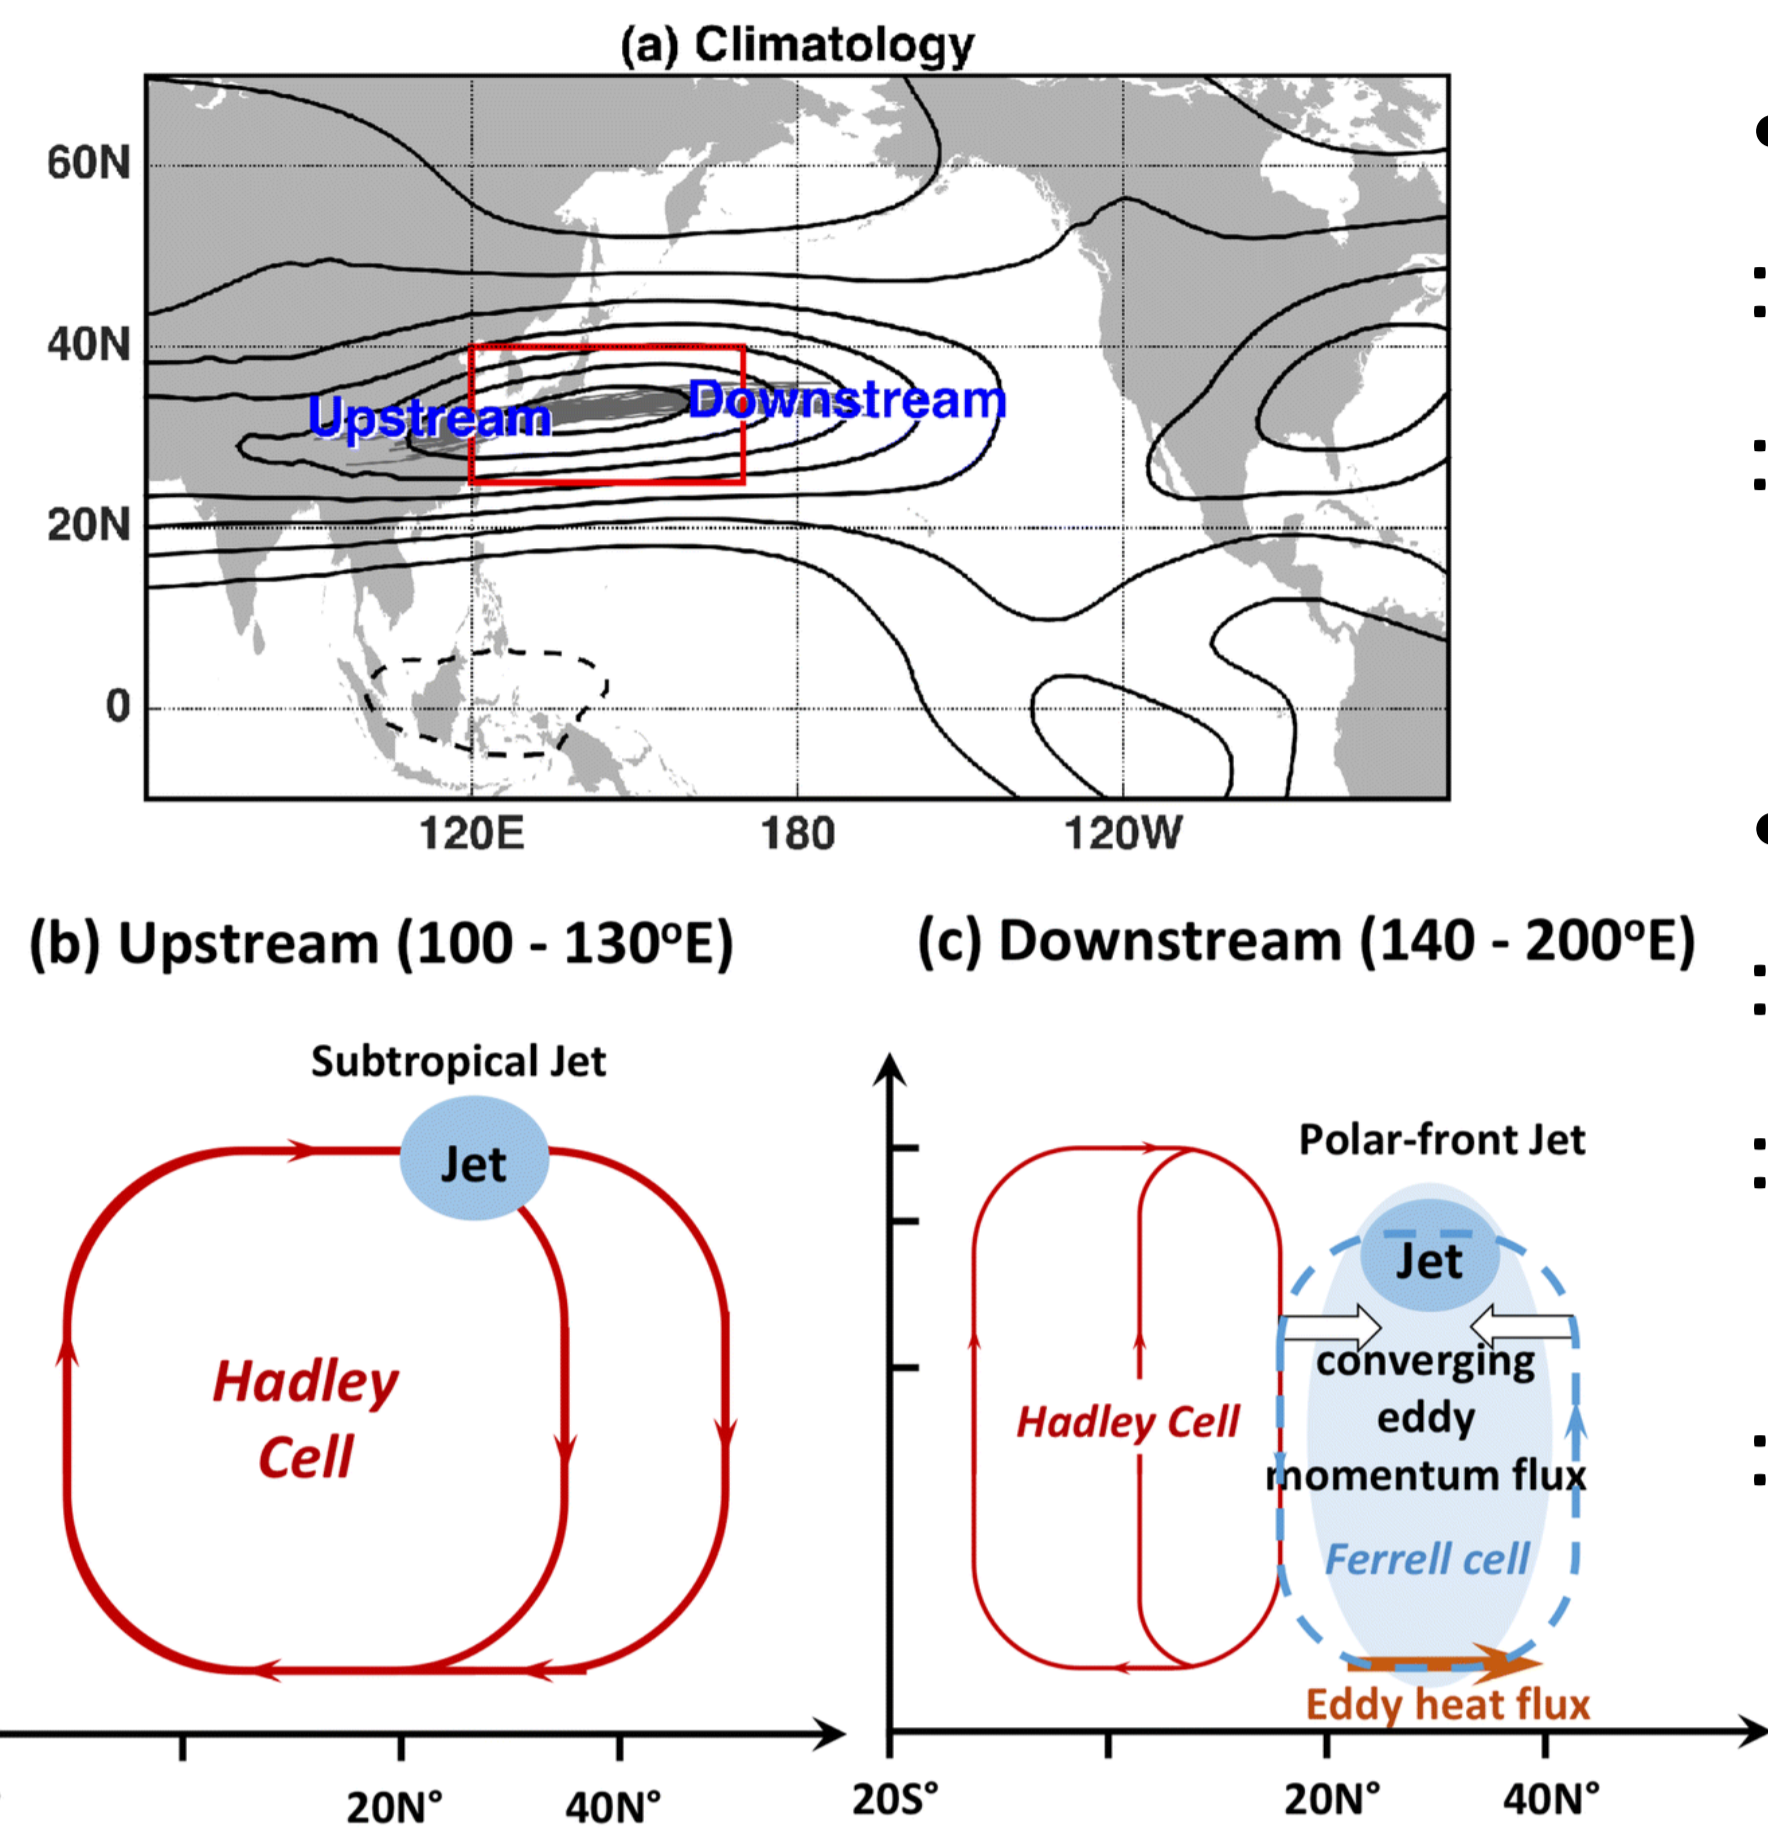 (a) Climatology
60N
40N
20N
0
Upstream
Downstream
120E
180
120W
(b) Upstream (100 - 130ºE)
(c) Downstream (140 - 200ºE)
Subtropical Jet
Jet
Hadley
Cell
20N°
40N°
Polar-front Jet
Jet
converging
eddy
momentum flux
Hadley Cell
Ferrell cell
Eddy heat flux
20S°
20N°
40N°